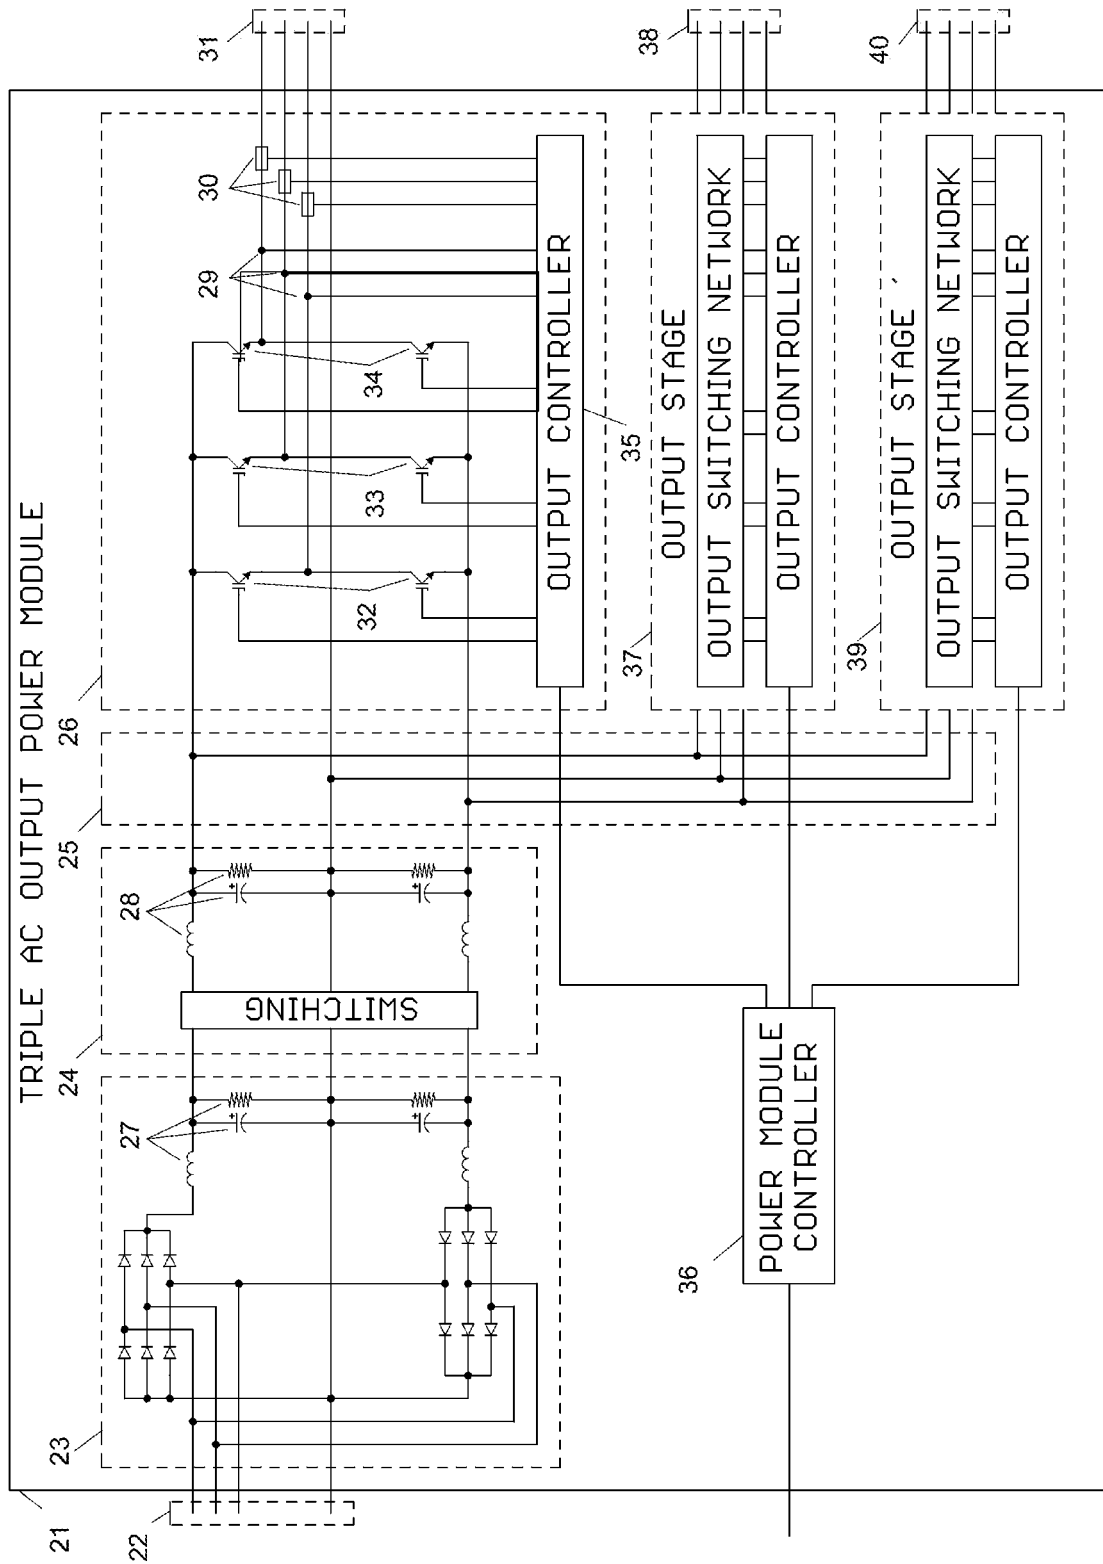 TRIPLE AC OUTPUT POWER MODULE
21
22
23
24
25
26
27
28
29
30
31
32
33
34
35
36
37
38
39
40
SWITCHING
OUTPUT CONTROLLER
OUTPUT STAGE
OUTPUT SWITCHING NETWORK
OUTPUT CONTROLLER
OUTPUT STAGE
OUTPUT SWITCHING NETWORK
OUTPUT CONTROLLER
POWER MODULE
CONTROLLER